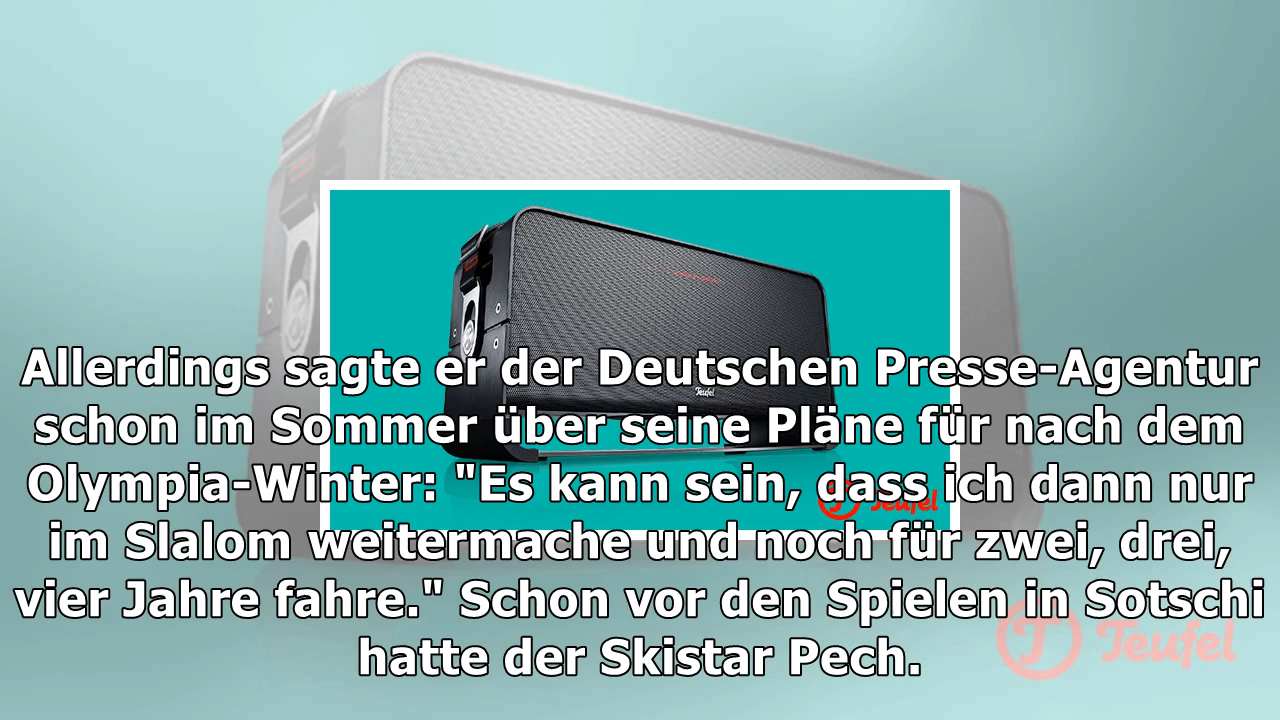 Allerdings sagte er der Deutschen Presse-Agentur
schon im Sommer über seine Pläne für nach dem
Olympia-Winter: "Es kann sein, dass ich dann nur
im Slalom weitermache und noch für zwei, drei,
vier Jahre fahre." Schon vor den Spielen in Sotschi
hatte der Skistar Pech.
Teufel
Teufel
Teufel